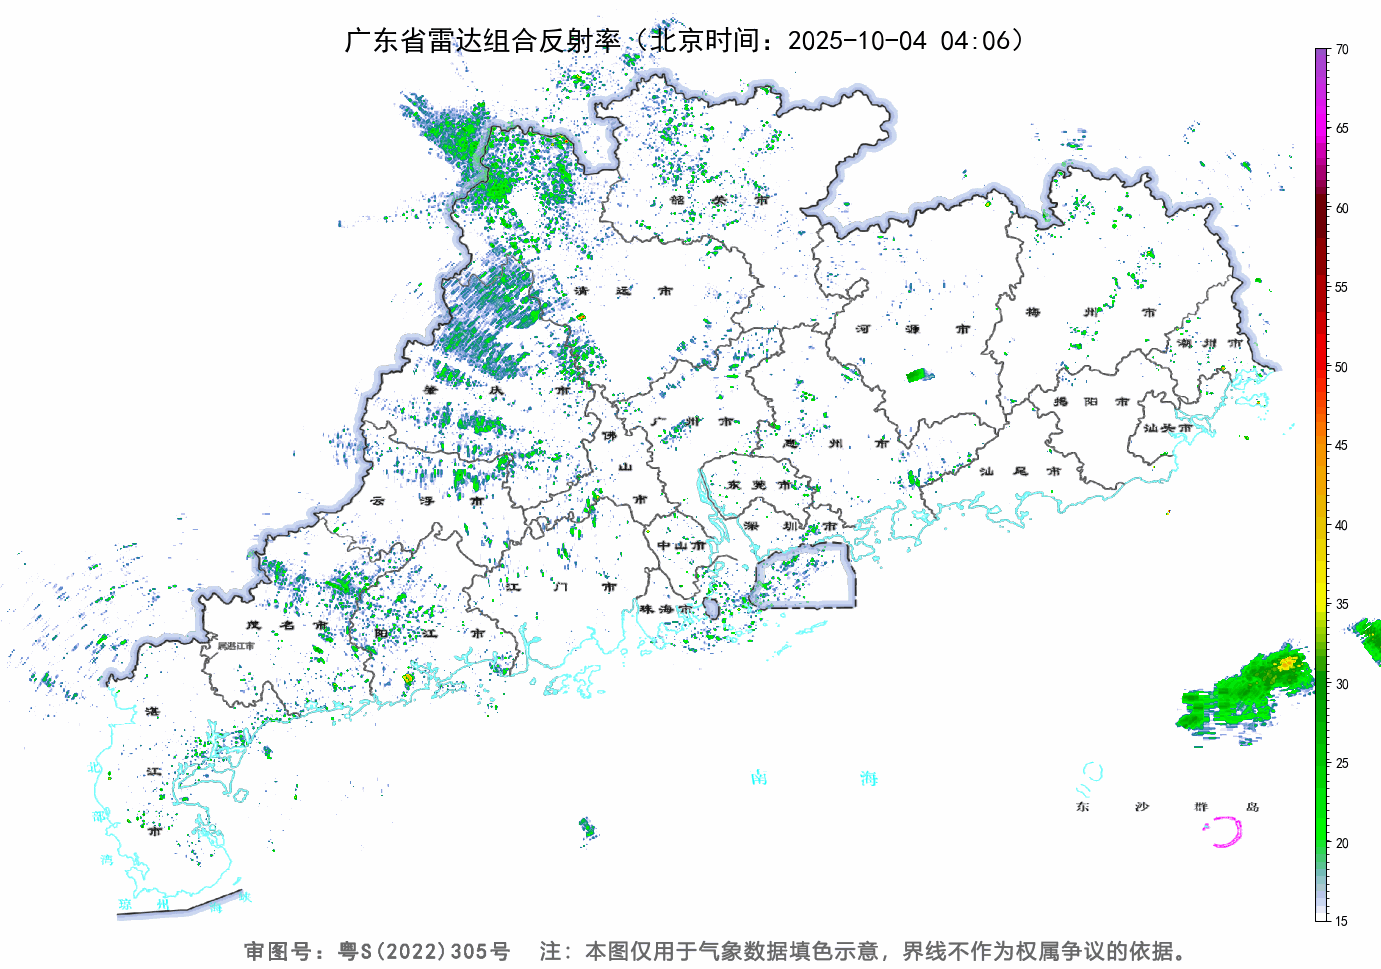 广东省雷达组合反射率（北京时间：2025-10-04 04:06）
70
65
60
55
50
45
40
35
30
25
20
15
韶 关 市
清 远 市
河 源 市
梅 州 市
潮 州 市
肇 庆 市
广 州 市
惠 州 市
揭 阳 市
汕头市
佛 山 市
东 莞 市
汕 尾 市
云 浮 市
深 圳 市
中山市
江 门 市
珠海市
茂 名 市
阳 江 市
属湛江市
湛 江 市
北 部 湾
南 海
东 沙 群 岛
琼 州 海 峡
审图号：粤S(2022)305号 注：本图仅用于气象数据填色示意，界线不作为权属争议的依据。